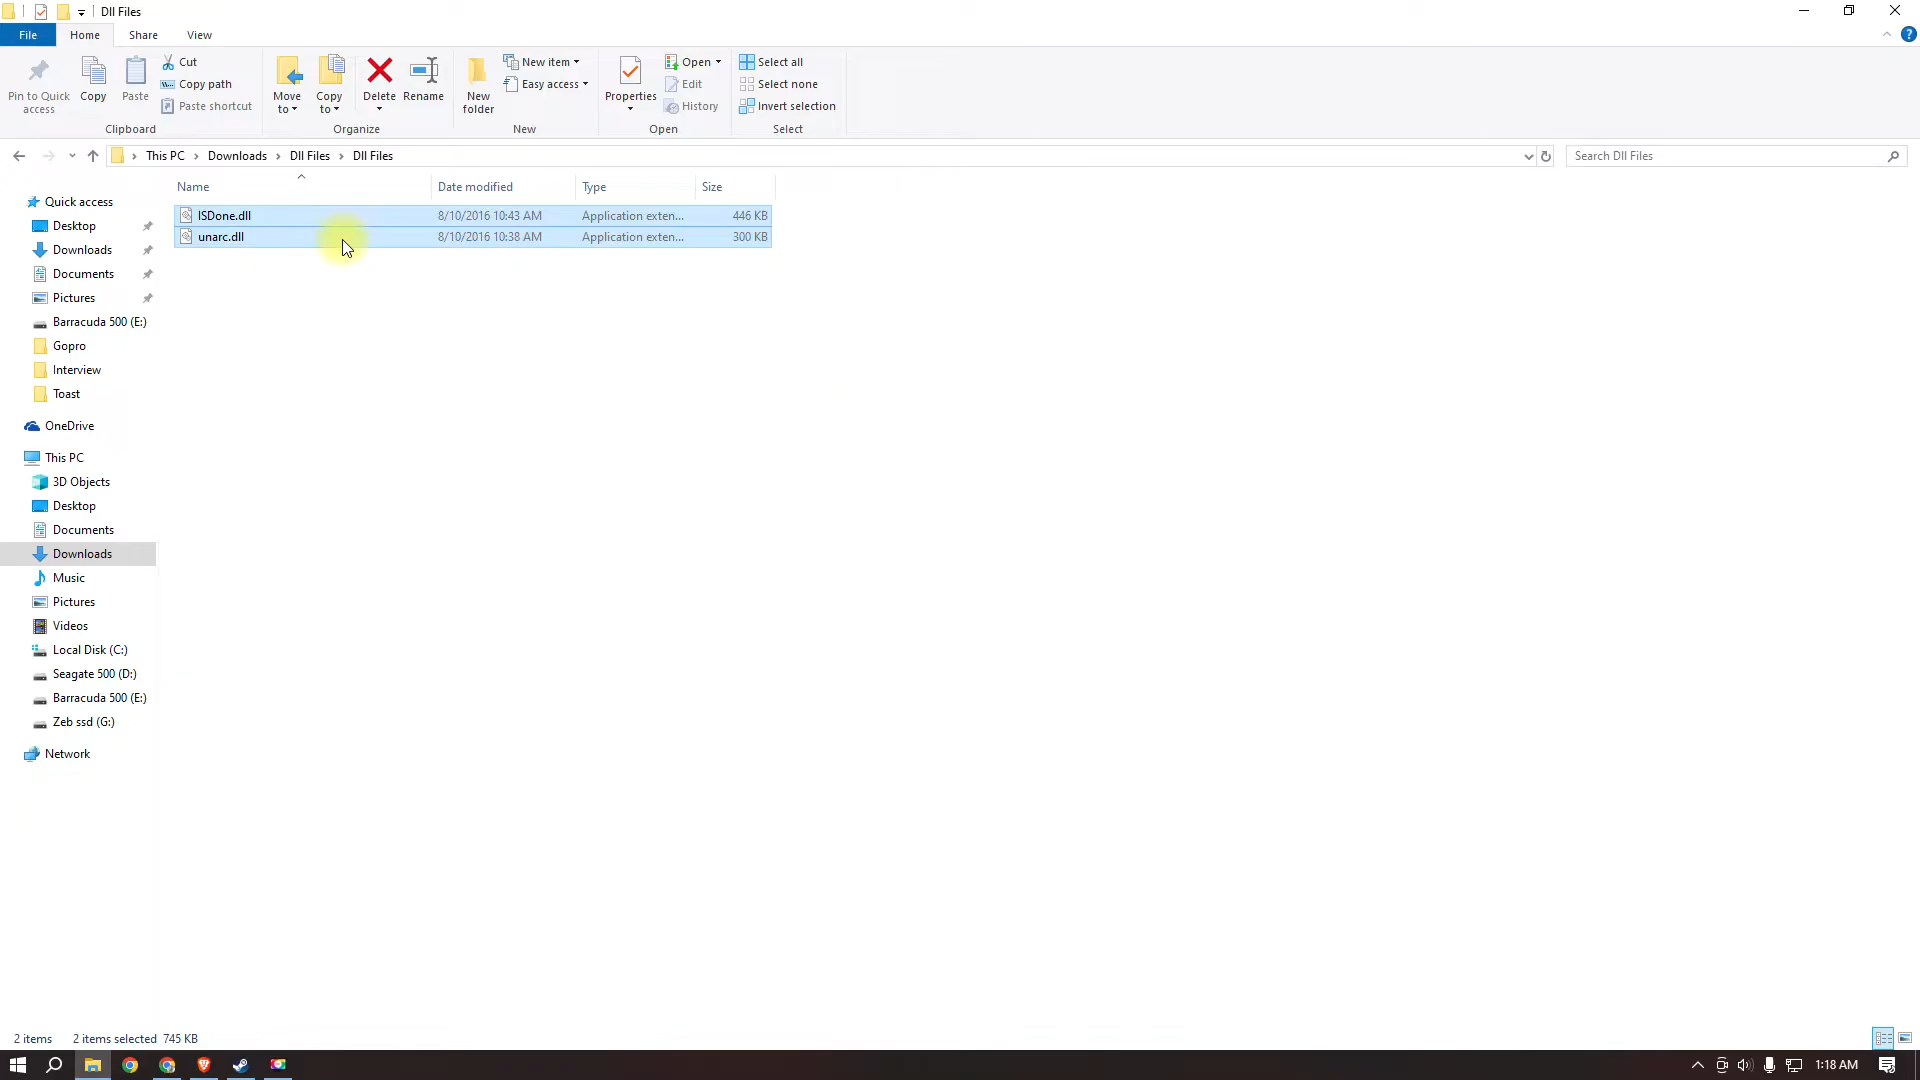 Dll Files
File Home Share View
Pin to Quick access
Copy
Paste
Cut
Copy path
Paste shortcut
Clipboard
Move to
Copy to
Delete
Rename
Organize
New folder
New item
Easy access
New
Properties
Open
Edit
History
Open
Select all
Select none
Invert selection
Select
This PC > Downloads > Dll Files > Dll Files
Search Dll Files
Name Date modified Type Size
ISDone.dll 8/10/2016 10:43 AM Application exten... 446 KB
unarc.dll 8/10/2016 10:38 AM Application exten... 300 KB
Quick access
Desktop
Downloads
Documents
Pictures
Barracuda 500 (E:)
Gopro
Interview
Toast
OneDrive
This PC
3D Objects
Desktop
Documents
Downloads
Music
Pictures
Videos
Local Disk (C:)
Seagate 500 (D:)
Barracuda 500 (E:)
Zeb ssd (G:)
Network
2 items 2 items selected 745 KB
1:18 AM